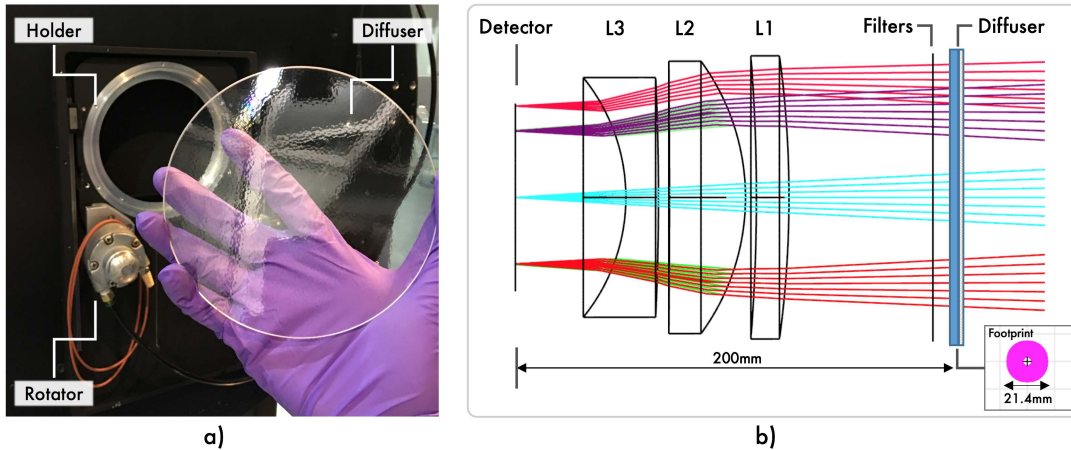 Holder
Diffuser
Rotator
a)
Detector L3 L2 L1 Filters Diffuser
200mm
Footprint
21.4mm
b)